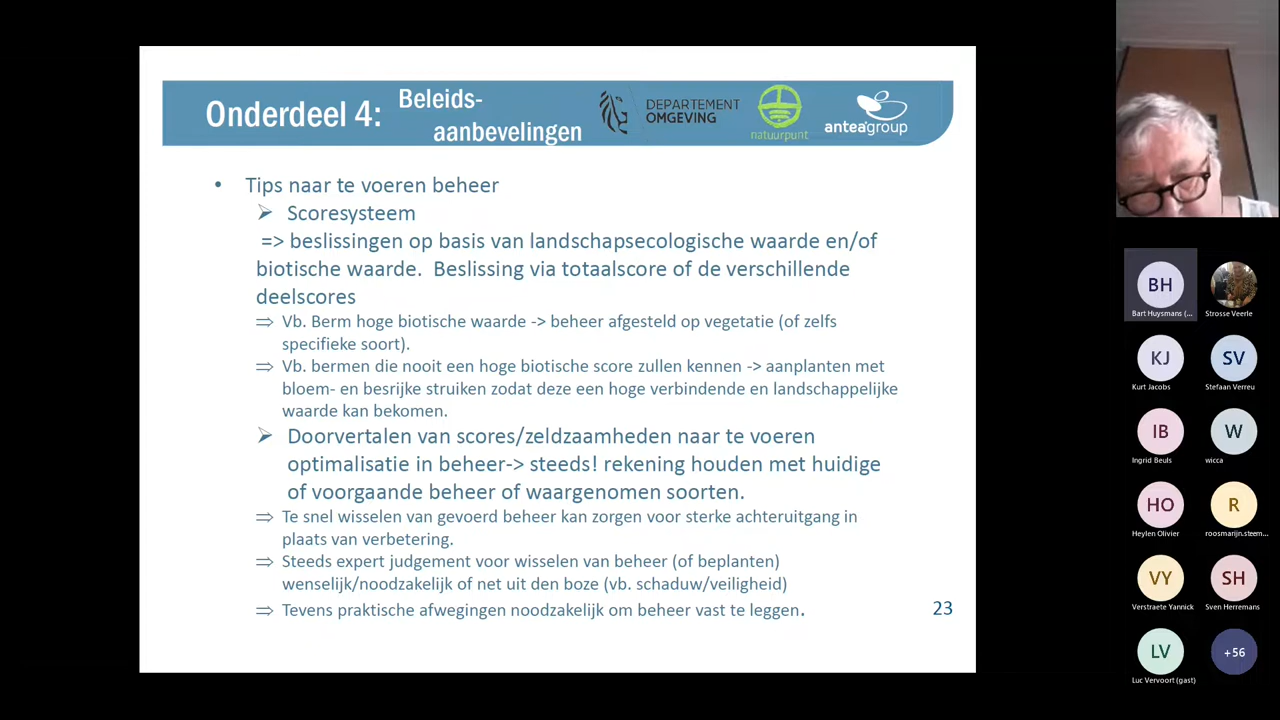 Onderdeel 4:
Beleids-
aanbevelingen
DEPARTEMENT
OMGEVING
natuurpunt
anteagroup
• Tips naar te voeren beheer
➢ Scoresysteem
=> beslissingen op basis van landschapsecologische waarde en/of
biotische waarde. Beslissing via totaalscore of de verschillende
deelscores
⇒ Vb. Berm hoge biotische waarde -> beheer afgesteld op vegetatie (of zelfs
specifieke soort).
⇒ Vb. bermen die nooit een hoge biotische score zullen kennen -> aanplanten met
bloem- en besrijke struiken zodat deze een hoge verbindende en landschappelijke
waarde kan bekomen.
➢ Doorvertalen van scores/zeldzaamheden naar te voeren
optimalisatie in beheer-> steeds! rekening houden met huidige
of voorgaande beheer of waargenomen soorten.
⇒ Te snel wisselen van gevoerd beheer kan zorgen voor sterke achteruitgang in
plaats van verbetering.
⇒ Steeds expert judgement voor wisselen van beheer (of beplanten)
wenselijk/noodzakelijk of net uit den boze (vb. schaduw/veiligheid)
⇒ Tevens praktische afwegingen noodzakelijk om beheer vast te leggen.
23
BH
Bart Huysmans (...
Strosse Veerle
KJ
SV
Kurt Jacobs
Stefaan Verreu
IB
W
Ingrid Beuls
wicca
HO
R
Heylen Olivier
roosmarijn.steem...
VY
SH
Verstraete Yannick
Sven Herremans
LV
+56
Luc Vervoort (gast)